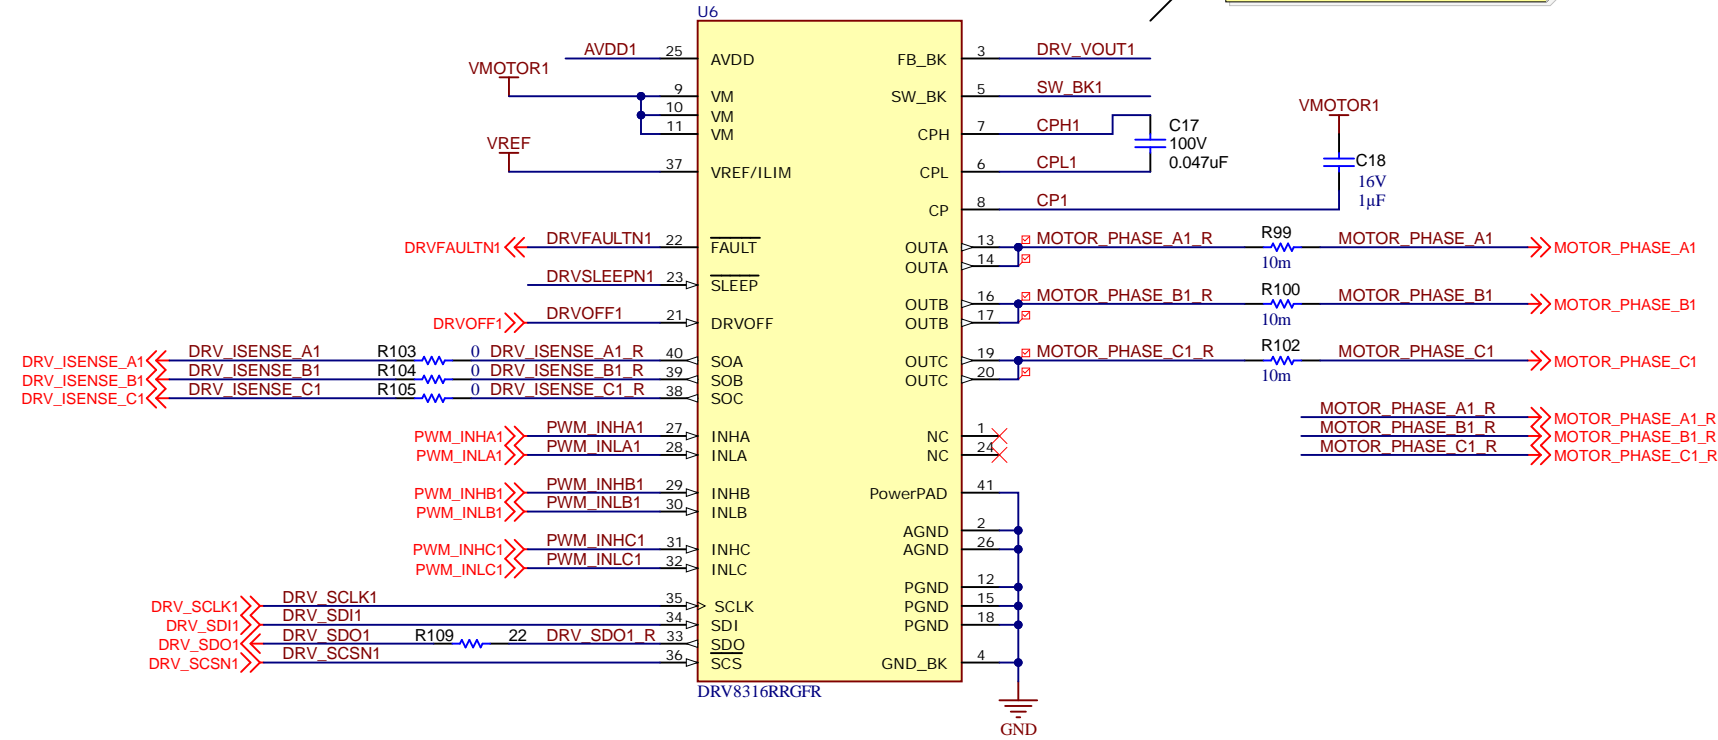 U6
AVDD1 25 AVDD FB_BK 3 DRV_VOUT1
VMOTOR1
9 VM SW_BK 5 SW_BK1
10 VM
11 VM CPH 7 CPH1
C17
100V
0.047uF
VMOTOR1
C18
16V
1µF
VREF
37 VREF/ILIM CPL 6 CPL1
CP 8 CP1
DRVFAULTN1 DRVFAULTN1 22 FAULT OUTA 13 MOTOR_PHASE_A1_R R99 10m MOTOR_PHASE_A1 MOTOR_PHASE_A1
OUTA 14
DRVSLEEPN1 23 SLEEP
OUTB 16 MOTOR_PHASE_B1_R R100 10m MOTOR_PHASE_B1 MOTOR_PHASE_B1
DRVOFF1 DRVOFF1 21 DRVOFF OUTB 17
DRV_ISENSE_A1 DRV_ISENSE_A1 R103 0 DRV_ISENSE_A1_R 40 SOA OUTC 19 MOTOR_PHASE_C1_R R102 10m MOTOR_PHASE_C1 MOTOR_PHASE_C1
DRV_ISENSE_B1 DRV_ISENSE_B1 R104 0 DRV_ISENSE_B1_R 39 SOB OUTC 20
DRV_ISENSE_C1 DRV_ISENSE_C1 R105 0 DRV_ISENSE_C1_R 38 SOC
MOTOR_PHASE_A1_R MOTOR_PHASE_A1_R
PWM_INHA1 PWM_INHA1 27 INHA NC 1 MOTOR_PHASE_B1_R MOTOR_PHASE_B1_R
PWM_INLA1 PWM_INLA1 28 INLA NC 24 MOTOR_PHASE_C1_R MOTOR_PHASE_C1_R
PWM_INHB1 PWM_INHB1 29 INHB PowerPAD 41
PWM_INLB1 PWM_INLB1 30 INLB
AGND 2
PWM_INHC1 PWM_INHC1 31 INHC AGND 26
PWM_INLC1 PWM_INLC1 32 INLC
PGND 12
DRV_SCLK1 DRV_SCLK1 35 SCLK PGND 15
DRV_SDI1 DRV_SDI1 34 SDI PGND 18
DRV_SDO1 DRV_SDO1 R109 22 DRV_SDO1_R 33 SDO
DRV_SCSN1 DRV_SCSN1 36 SCS GND_BK 4
DRV8316RRGFR
GND